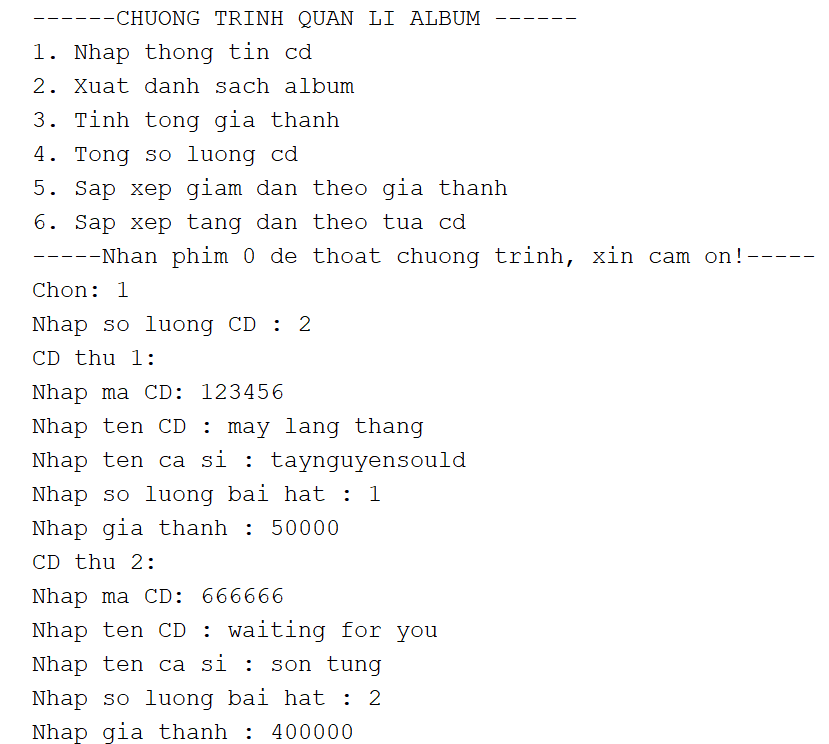 ------CHUONG TRINH QUAN LI ALBUM ------
1. Nhap thong tin cd
2. Xuat danh sach album
3. Tinh tong gia thanh
4. Tong so luong cd
5. Sap xep giam dan theo gia thanh
6. Sap xep tang dan theo tua cd
-----Nhan phim 0 de thoat chuong trinh, xin cam on!-----
Chon: 1
Nhap so luong CD : 2
CD thu 1:
Nhap ma CD: 123456
Nhap ten CD : may lang thang
Nhap ten ca si : taynguyensould
Nhap so luong bai hat : 1
Nhap gia thanh : 50000
CD thu 2:
Nhap ma CD: 666666
Nhap ten CD : waiting for you
Nhap ten ca si : son tung
Nhap so luong bai hat : 2
Nhap gia thanh : 400000